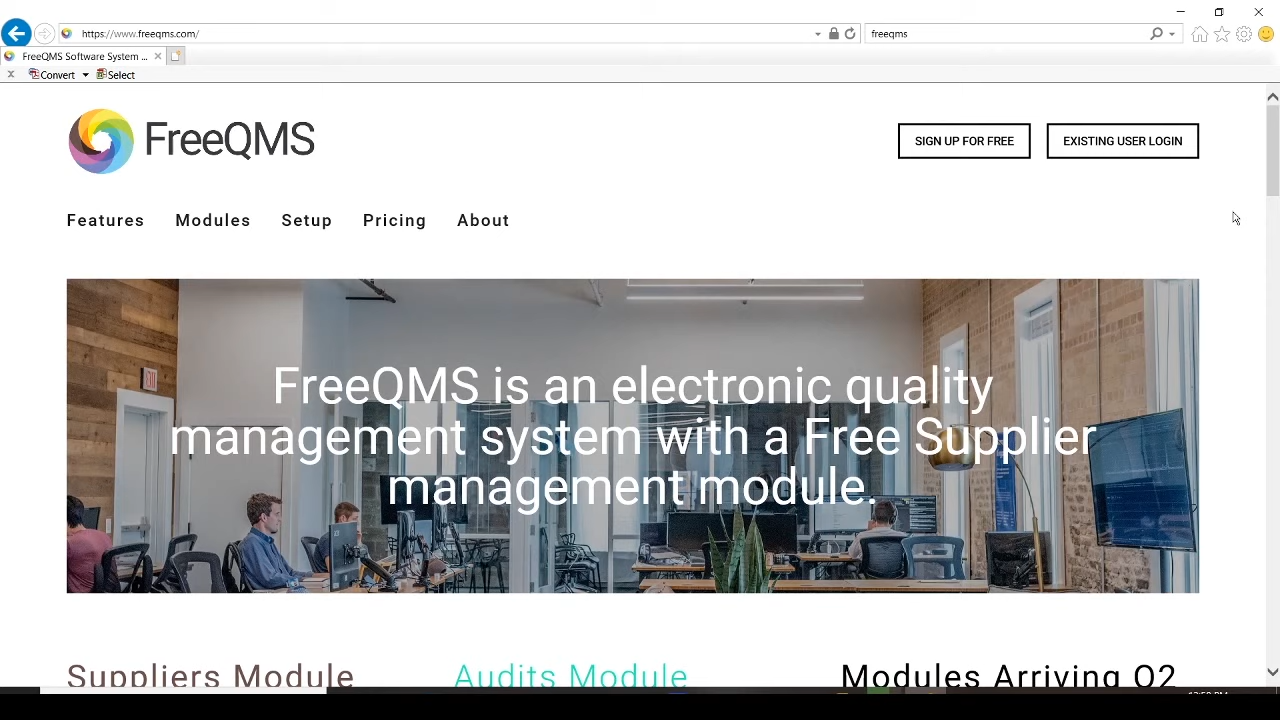 https://www.freeqms.com/
freeqms
FreeQMS Software System ...
x Convert Select
FreeQMS
SIGN UP FOR FREE
EXISTING USER LOGIN
Features Modules Setup Pricing About
FreeQMS is an electronic quality
management system with a Free Supplier
management module.
Suppliers Module
Audits Module
Modules Arriving Q2